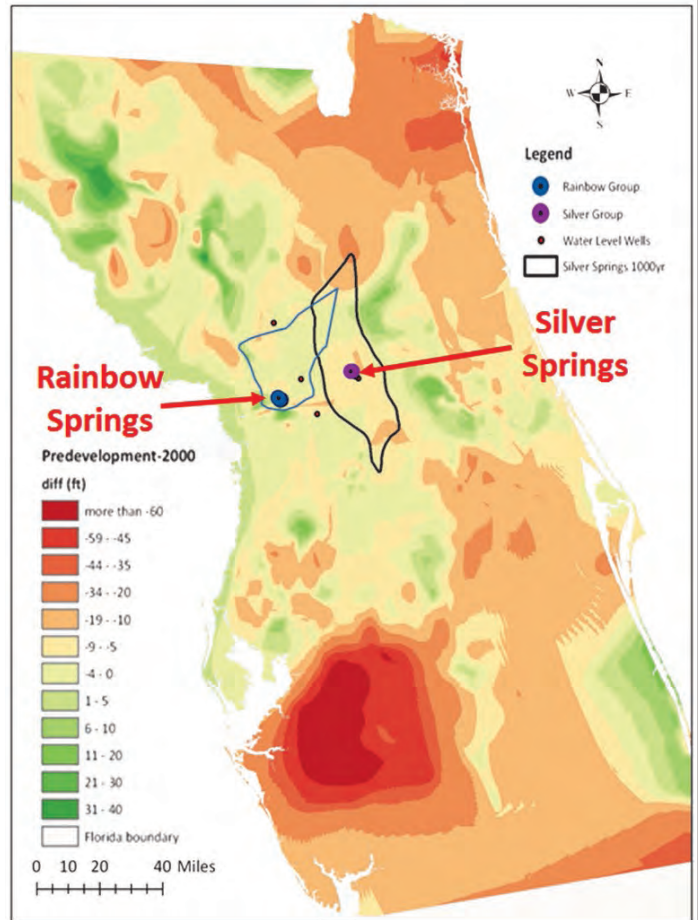 N
W E
S
Legend
Rainbow Group
Silver Group
Water Level Wells
Silver Springs 1000yr
Silver
Springs
Rainbow
Springs
Predevelopment-2000
diff (ft)
more than -60
-59 - -45
-44 - -35
-34 - -20
-19 - -10
-9 - -5
-4 - 0
1 - 5
6 - 10
11 - 20
21 - 30
31 - 40
Florida boundary
0 10 20 40 Miles